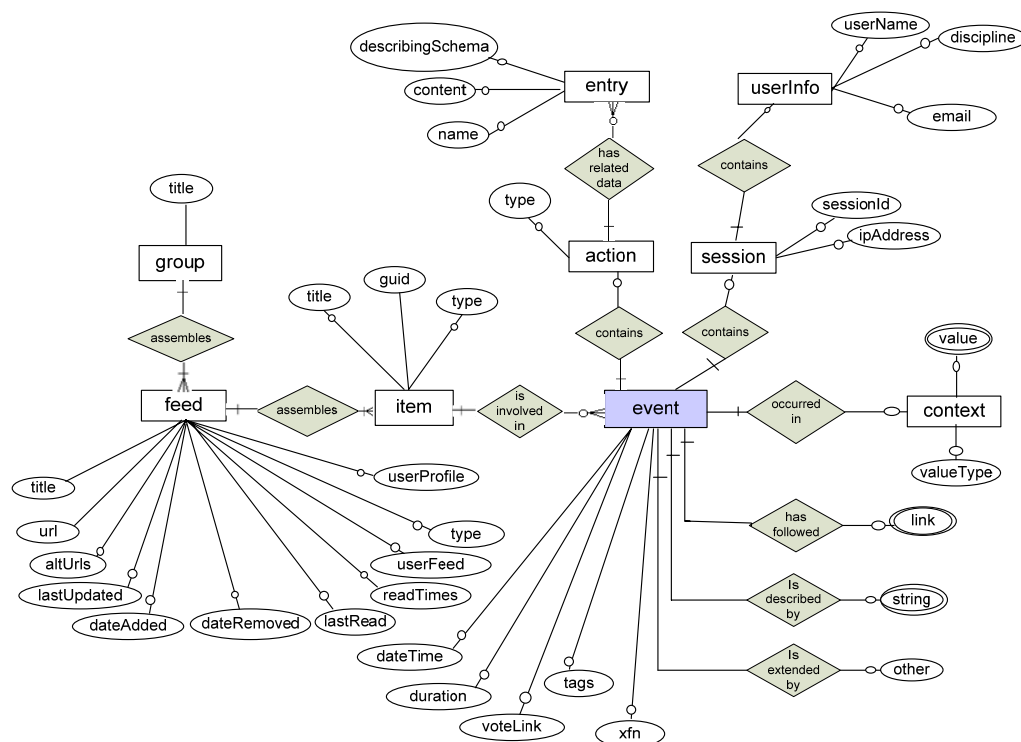 userName
describingSchema
discipline
entry
userInfo
content
email
name
has
related
data
contains
title
type
sessionId
ipAddress
group
action
session
guid
title
type
assembles
contains
contains
value
feed
assembles
item
is
involved
in
event
occurred
in
context
userProfile
valueType
title
url
type
has
followed
link
altUrls
userFeed
lastUpdated
readTimes
Is
described
by
string
dateAdded
dateRemoved
lastRead
dateTime
Is
extended
by
other
tags
duration
voteLink
xfn